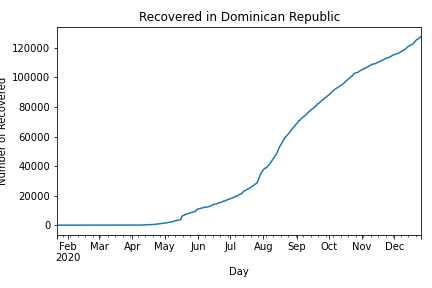 Recovered in Dominican Republic
Number of Recovered
120000
100000
80000
60000
40000
20000
0
Feb Mar Apr May Jun Jul Aug Sep Oct Nov Dec
2020
Day